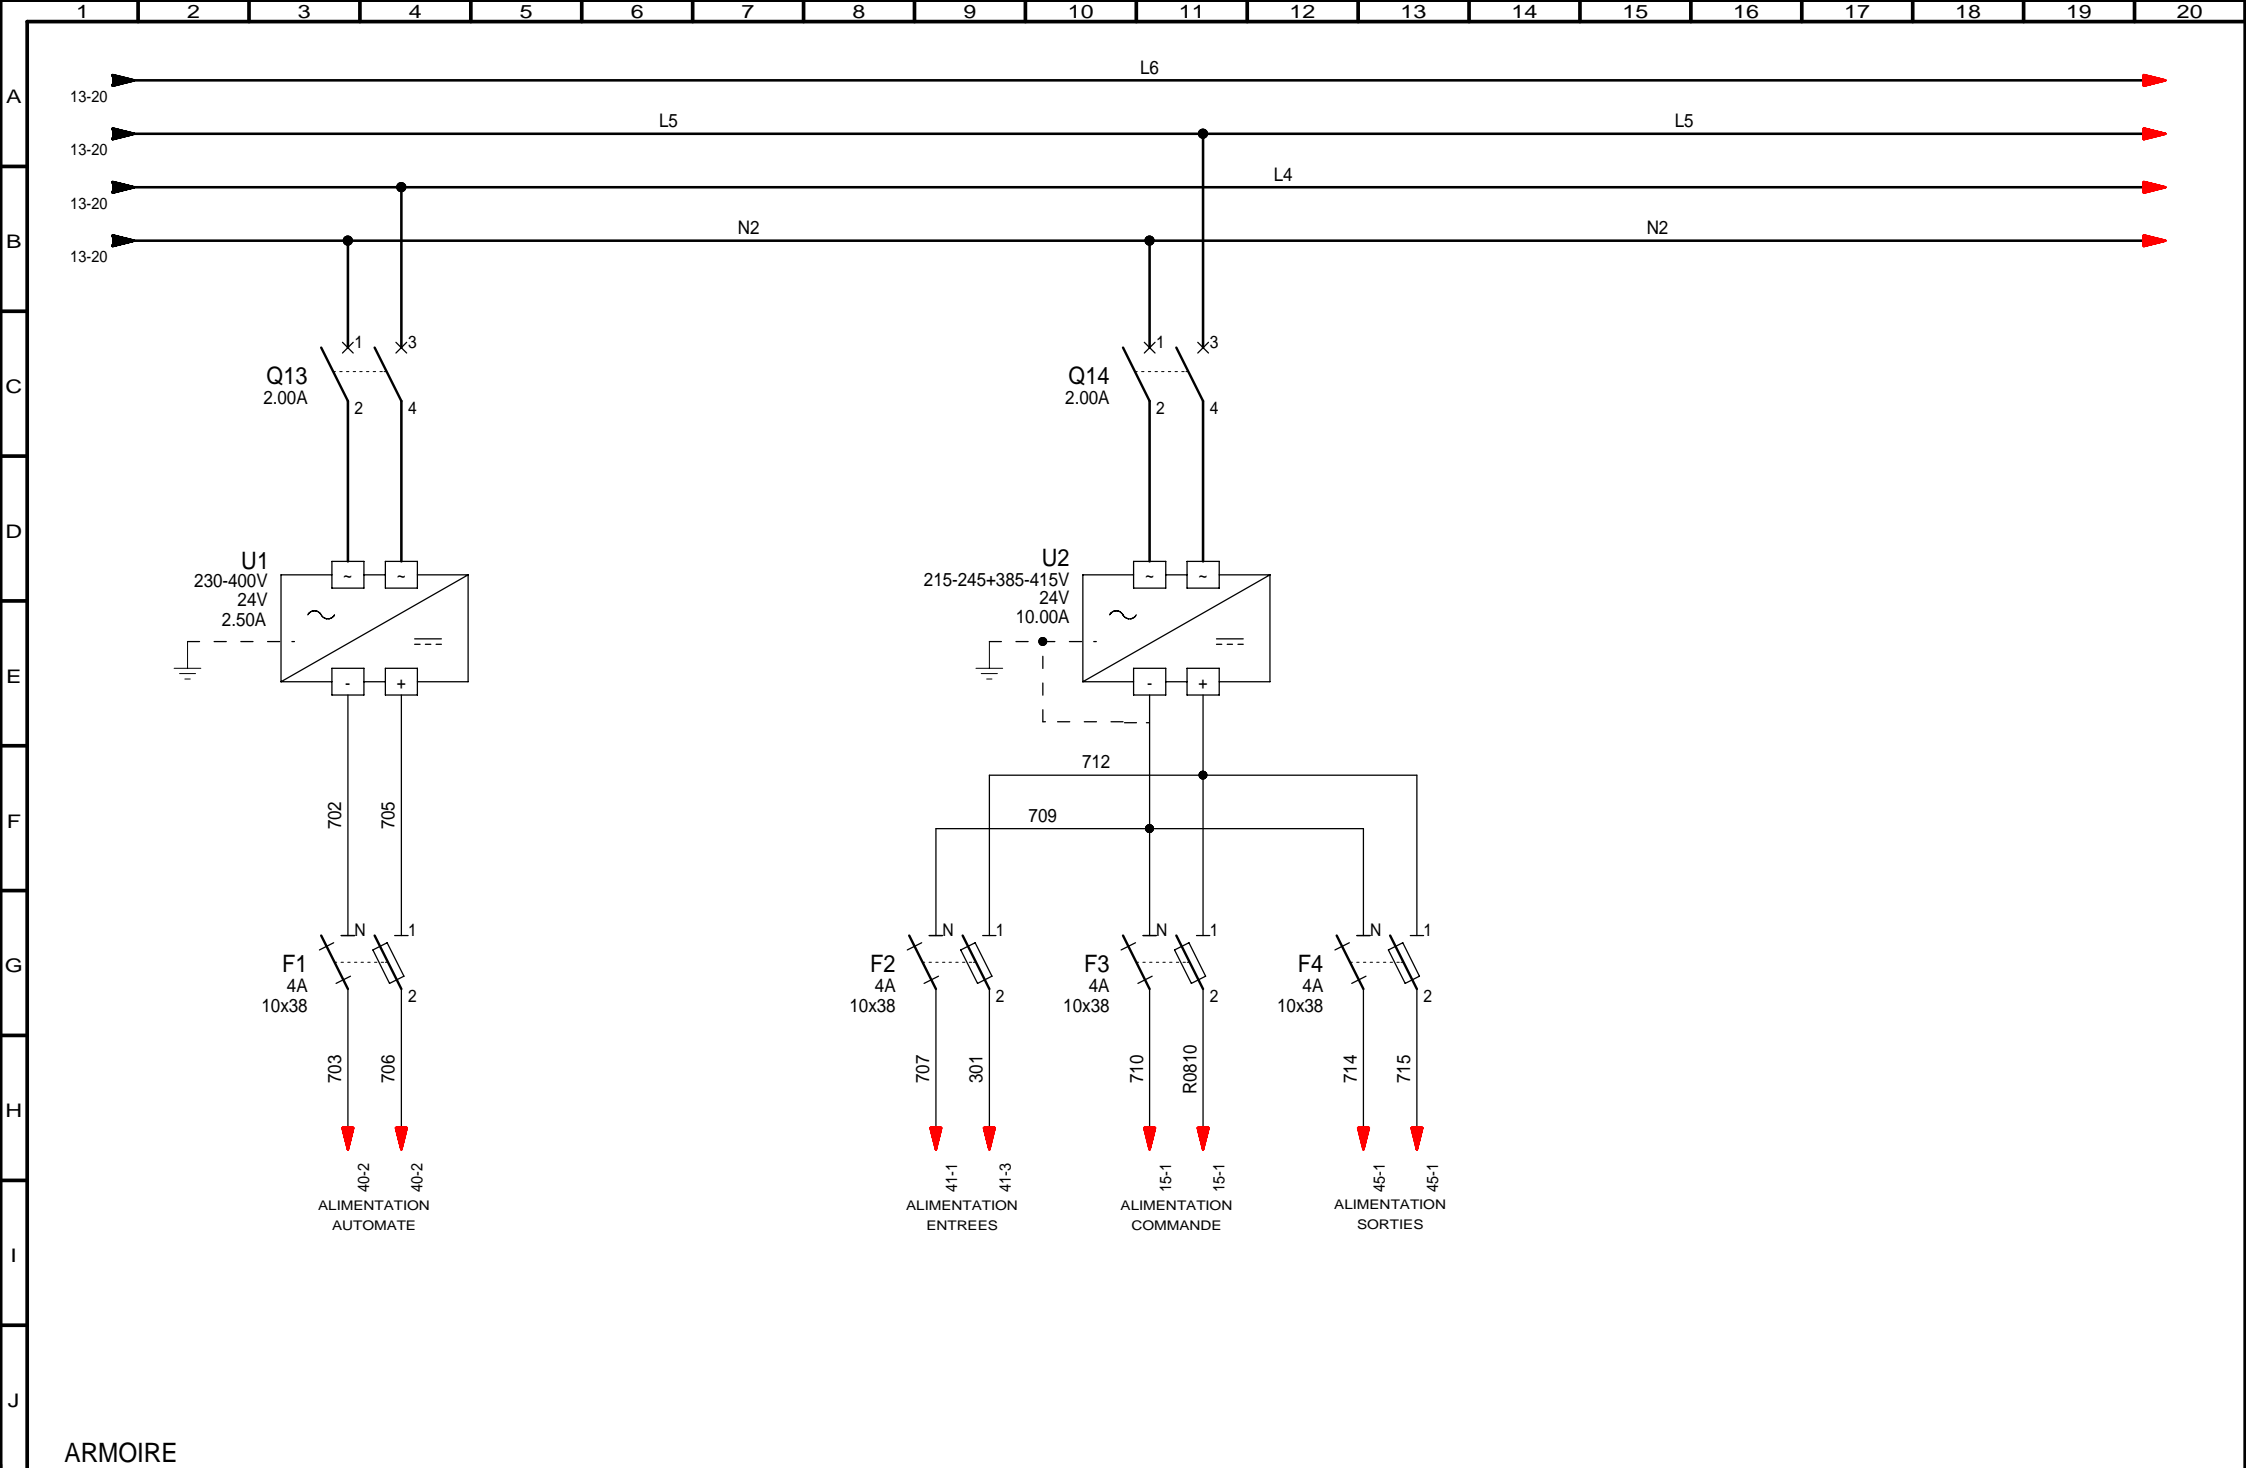 1 2 3 4 5 6 7 8 9 10 11 12 13 14 15 16 17 18 19 20
A
B
C
D
E
F
G
H
I
J
L6
13-20
L5 L5
13-20
L4
13-20
N2 N2
13-20
1 3
Q13
2.00A
2 4
1 3
Q14
2.00A
2 4
U1
230-400V
24V
2.50A
~ ~
- +
U2
215-245+385-415V
24V
10.00A
~ ~
- +
712
709
702 705
N 1
F1
4A
10x38
2
N 1
F2
4A
10x38
2
N 1
F3
4A
10x38
2
N 1
F4
4A
10x38
2
703 706
707 301
710 R0810
714 715
40-2 40-2
ALIMENTATION
AUTOMATE
41-1 41-3
ALIMENTATION
ENTREES
15-1 15-1
ALIMENTATION
COMMANDE
45-1 45-1
ALIMENTATION
SORTIES
ARMOIRE